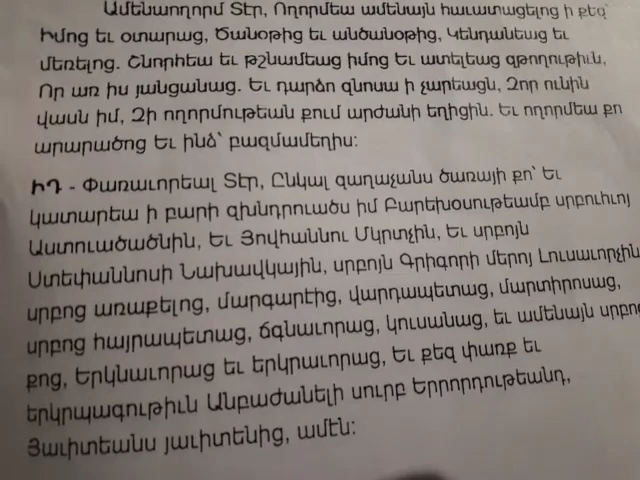 Ամենաողորմ Տէր, Ողորմեա ամենայն հաւատացելոց ի քեզ՝
Իմոց եւ օտարաց, Ծանօթից եւ անծանօթից, Կենդանեաց եւ
մեռելոց. Շնորհեա եւ թշնամեաց իմոց Եւ ատելեաց զթողութիւն,
Որ առ իս յանցանաց. Եւ դարձո զնոսա ի չարեացն, Զոր ունին
վասն իմ, Զի ողորմութեան քում արժանի եղիցին. Եւ ողորմեա քո
արարածոց Եւ ինձ՝ բազմամեղիս:
ԻԴ - Փառաւորեալ Տէր, Ընկալ զաղաչանս ծառայի քո՝ Եւ
կատարեա ի բարի զխնդրուածս իմ Բարեխօսութեամբ սրբուհւոյ
Աստուածածնին, Եւ Յովհաննու Մկրտչին, Եւ սրբոյն
Ստեփաննոսի Նախավկային, սրբոյն Գրիգորի մերոյ Լուսաւորչին
սրբոց առաքելոց, մարգարէից, վարդապետաց, մարտիրոսաց,
սրբոց հայրապետաց, ճգնաւորաց, կուսանաց, եւ ամենայն սրբոց
քոց, Երկնաւորաց եւ երկրաւորաց, Եւ քեզ փառք եւ
երկրպագութիւն Անբաժանելի սուրբ Երրորդութեանդ,
Յաւիտեանս յաւիտենից, ամէն: